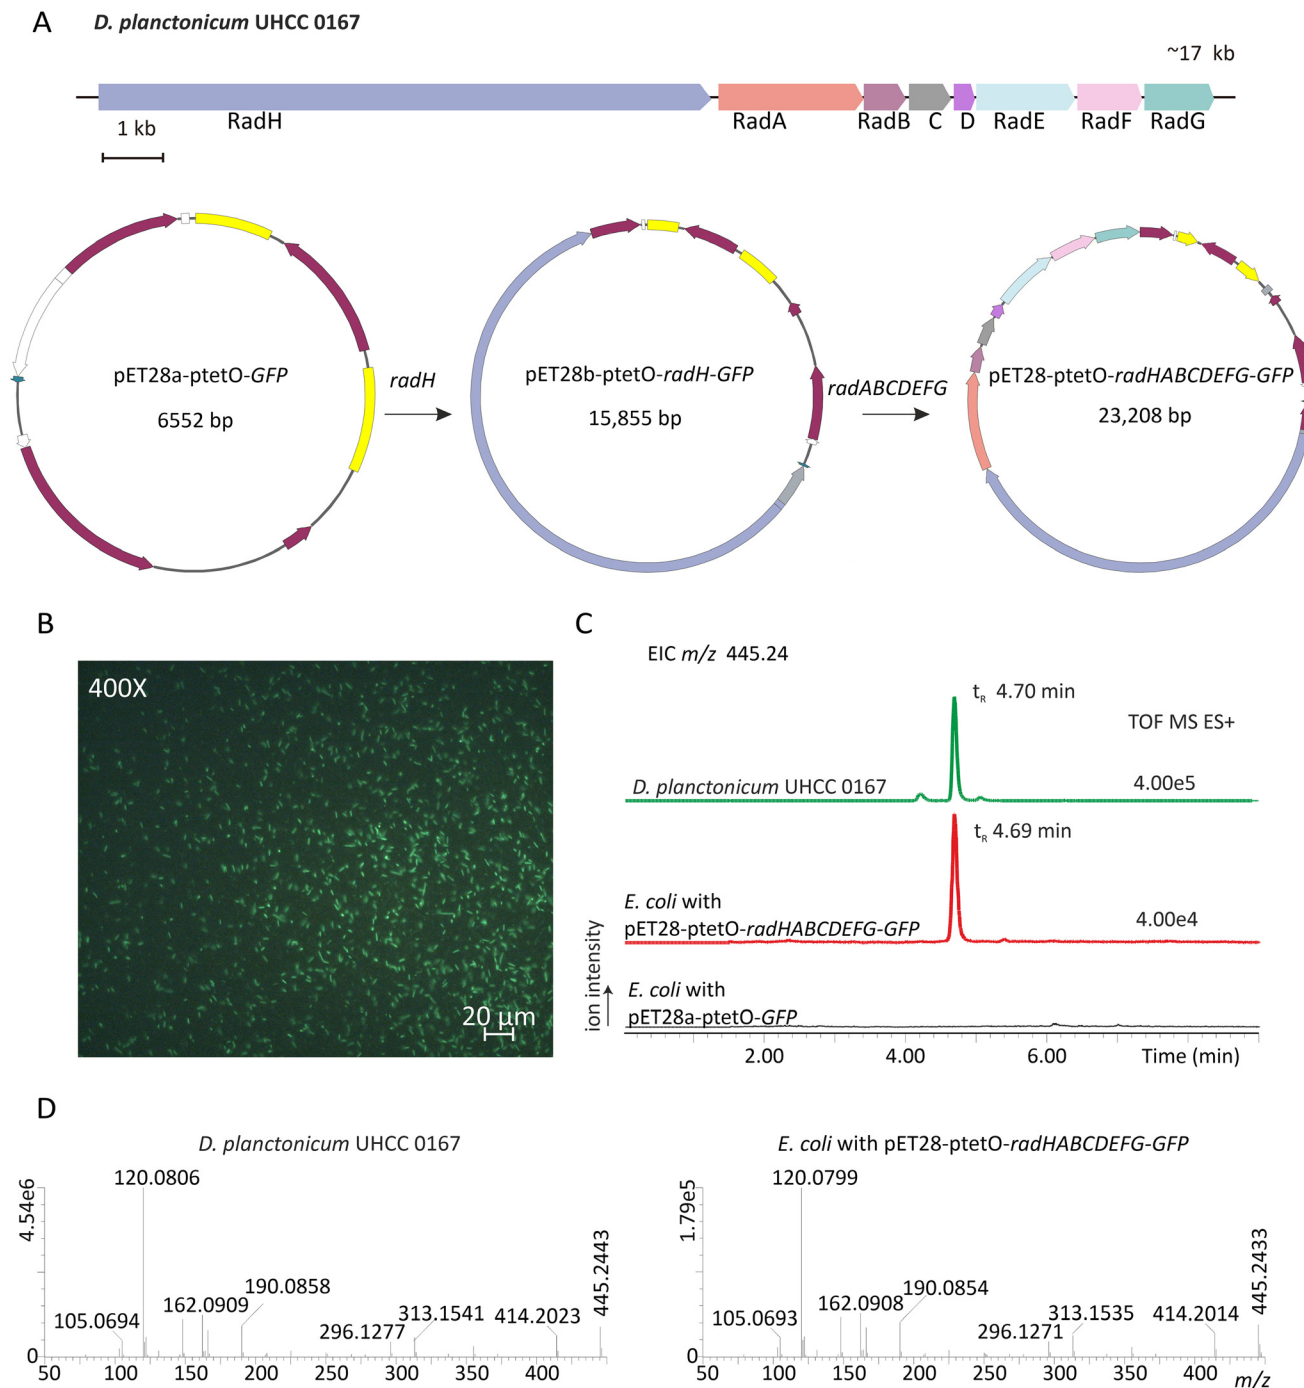 A
D. planctonicum UHCC 0167
~17 kb
RadH
RadA
RadB
C
D
RadE
RadF
RadG
1 kb
pET28a-ptetO-GFP
6552 bp
radH
pET28b-ptetO-radH-GFP
15,855 bp
radABCDEFG
pET28-ptetO-radHABCDEFG-GFP
23,208 bp
B
400X
20 µm
C
EIC m/z 445.24
tR 4.70 min
TOF MS ES+
D. planctonicum UHCC 0167
4.00e5
tR 4.69 min
E. coli with
pET28-ptetO-radHABCDEFG-GFP
4.00e4
E. coli with
pET28a-ptetO-GFP
ion intensity
2.00
4.00
6.00
Time (min)
D
D. planctonicum UHCC 0167
4.54e6
0
120.0806
105.0694
162.0909
190.0858
296.1277
313.1541
414.2023
445.2443
50
100
150
200
250
300
350
400
E. coli with pET28-ptetO-radHABCDEFG-GFP
1.79e5
0
120.0799
105.0693
162.0908
190.0854
296.1271
313.1535
414.2014
445.2433
50
100
150
200
250
300
350
400
m/z